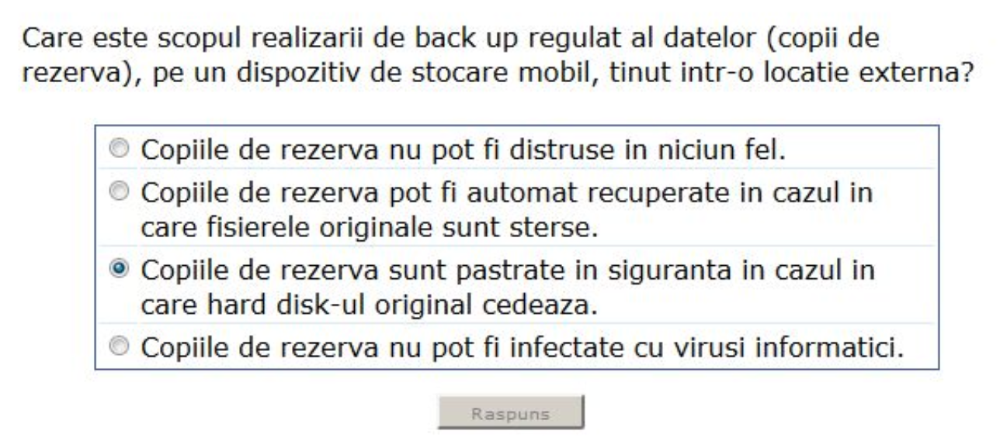 Care este scopul realizarii de back up regulat al datelor (copii de
rezerva), pe un dispozitiv de stocare mobil, tinut intr-o locatie externa?
Copiile de rezerva nu pot fi distruse in niciun fel.
Copiile de rezerva pot fi automat recuperate in cazul in
care fisierele originale sunt sterse.
Copiile de rezerva sunt pastrate in siguranta in cazul in
care hard disk-ul original cedeaza.
Copiile de rezerva nu pot fi infectate cu virusi informatici.
Raspuns